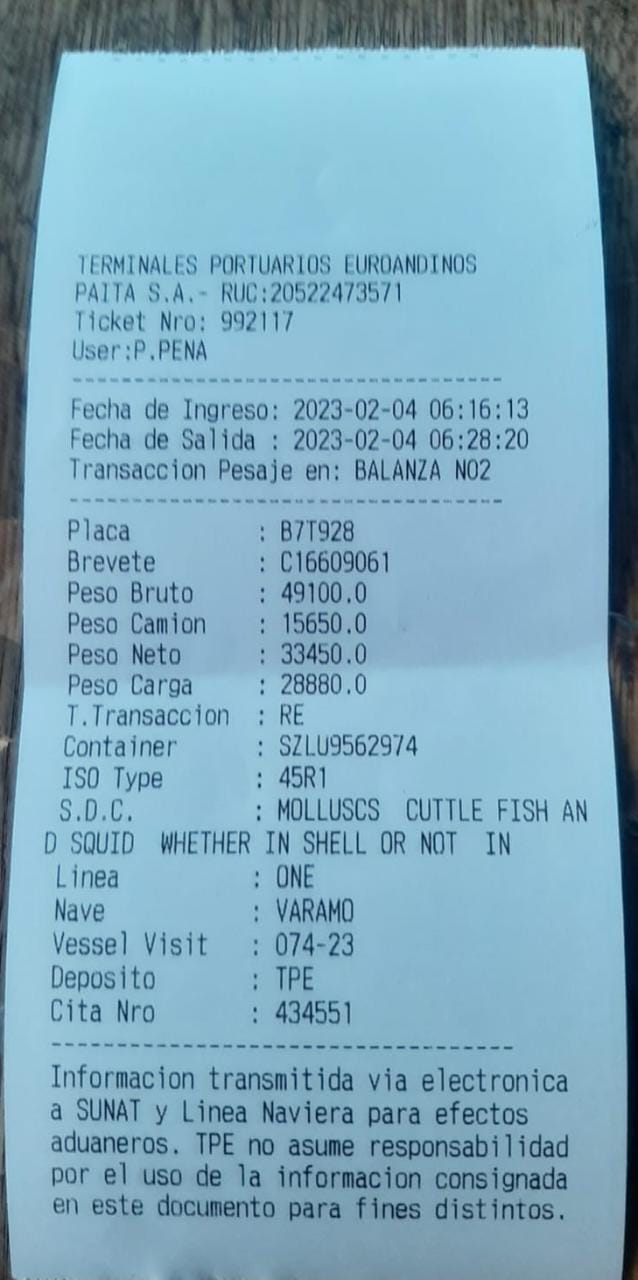 TERMINALES PORTUARIOS EUROANDINOS
PAITA S.A.- RUC:20522473571
Ticket Nro: 992117
User:P.PENA
----------------------------------
Fecha de Ingreso: 2023-02-04 06:16:13
Fecha de Salida : 2023-02-04 06:28:20
Transaccion Pesaje en: BALANZA NO2
----------------------------------
Placa : B7T928
Brevete : C16609061
Peso Bruto : 49100.0
Peso Camion : 15650.0
Peso Neto : 33450.0
Peso Carga : 28880.0
T.Transaccion : RE
Container : SZLU9562974
ISO Type : 45R1
S.D.C. : MOLLUSCS CUTTLE FISH AN
D SQUID WHETHER IN SHELL OR NOT IN
Linea : ONE
Nave : VARAMO
Vessel Visit : 074-23
Deposito : TPE
Cita Nro : 434551
----------------------------------
Informacion transmitida via electronica
a SUNAT y Linea Naviera para efectos
aduaneros. TPE no asume responsabilidad
por el uso de la informacion consignada
en este documento para fines distintos.